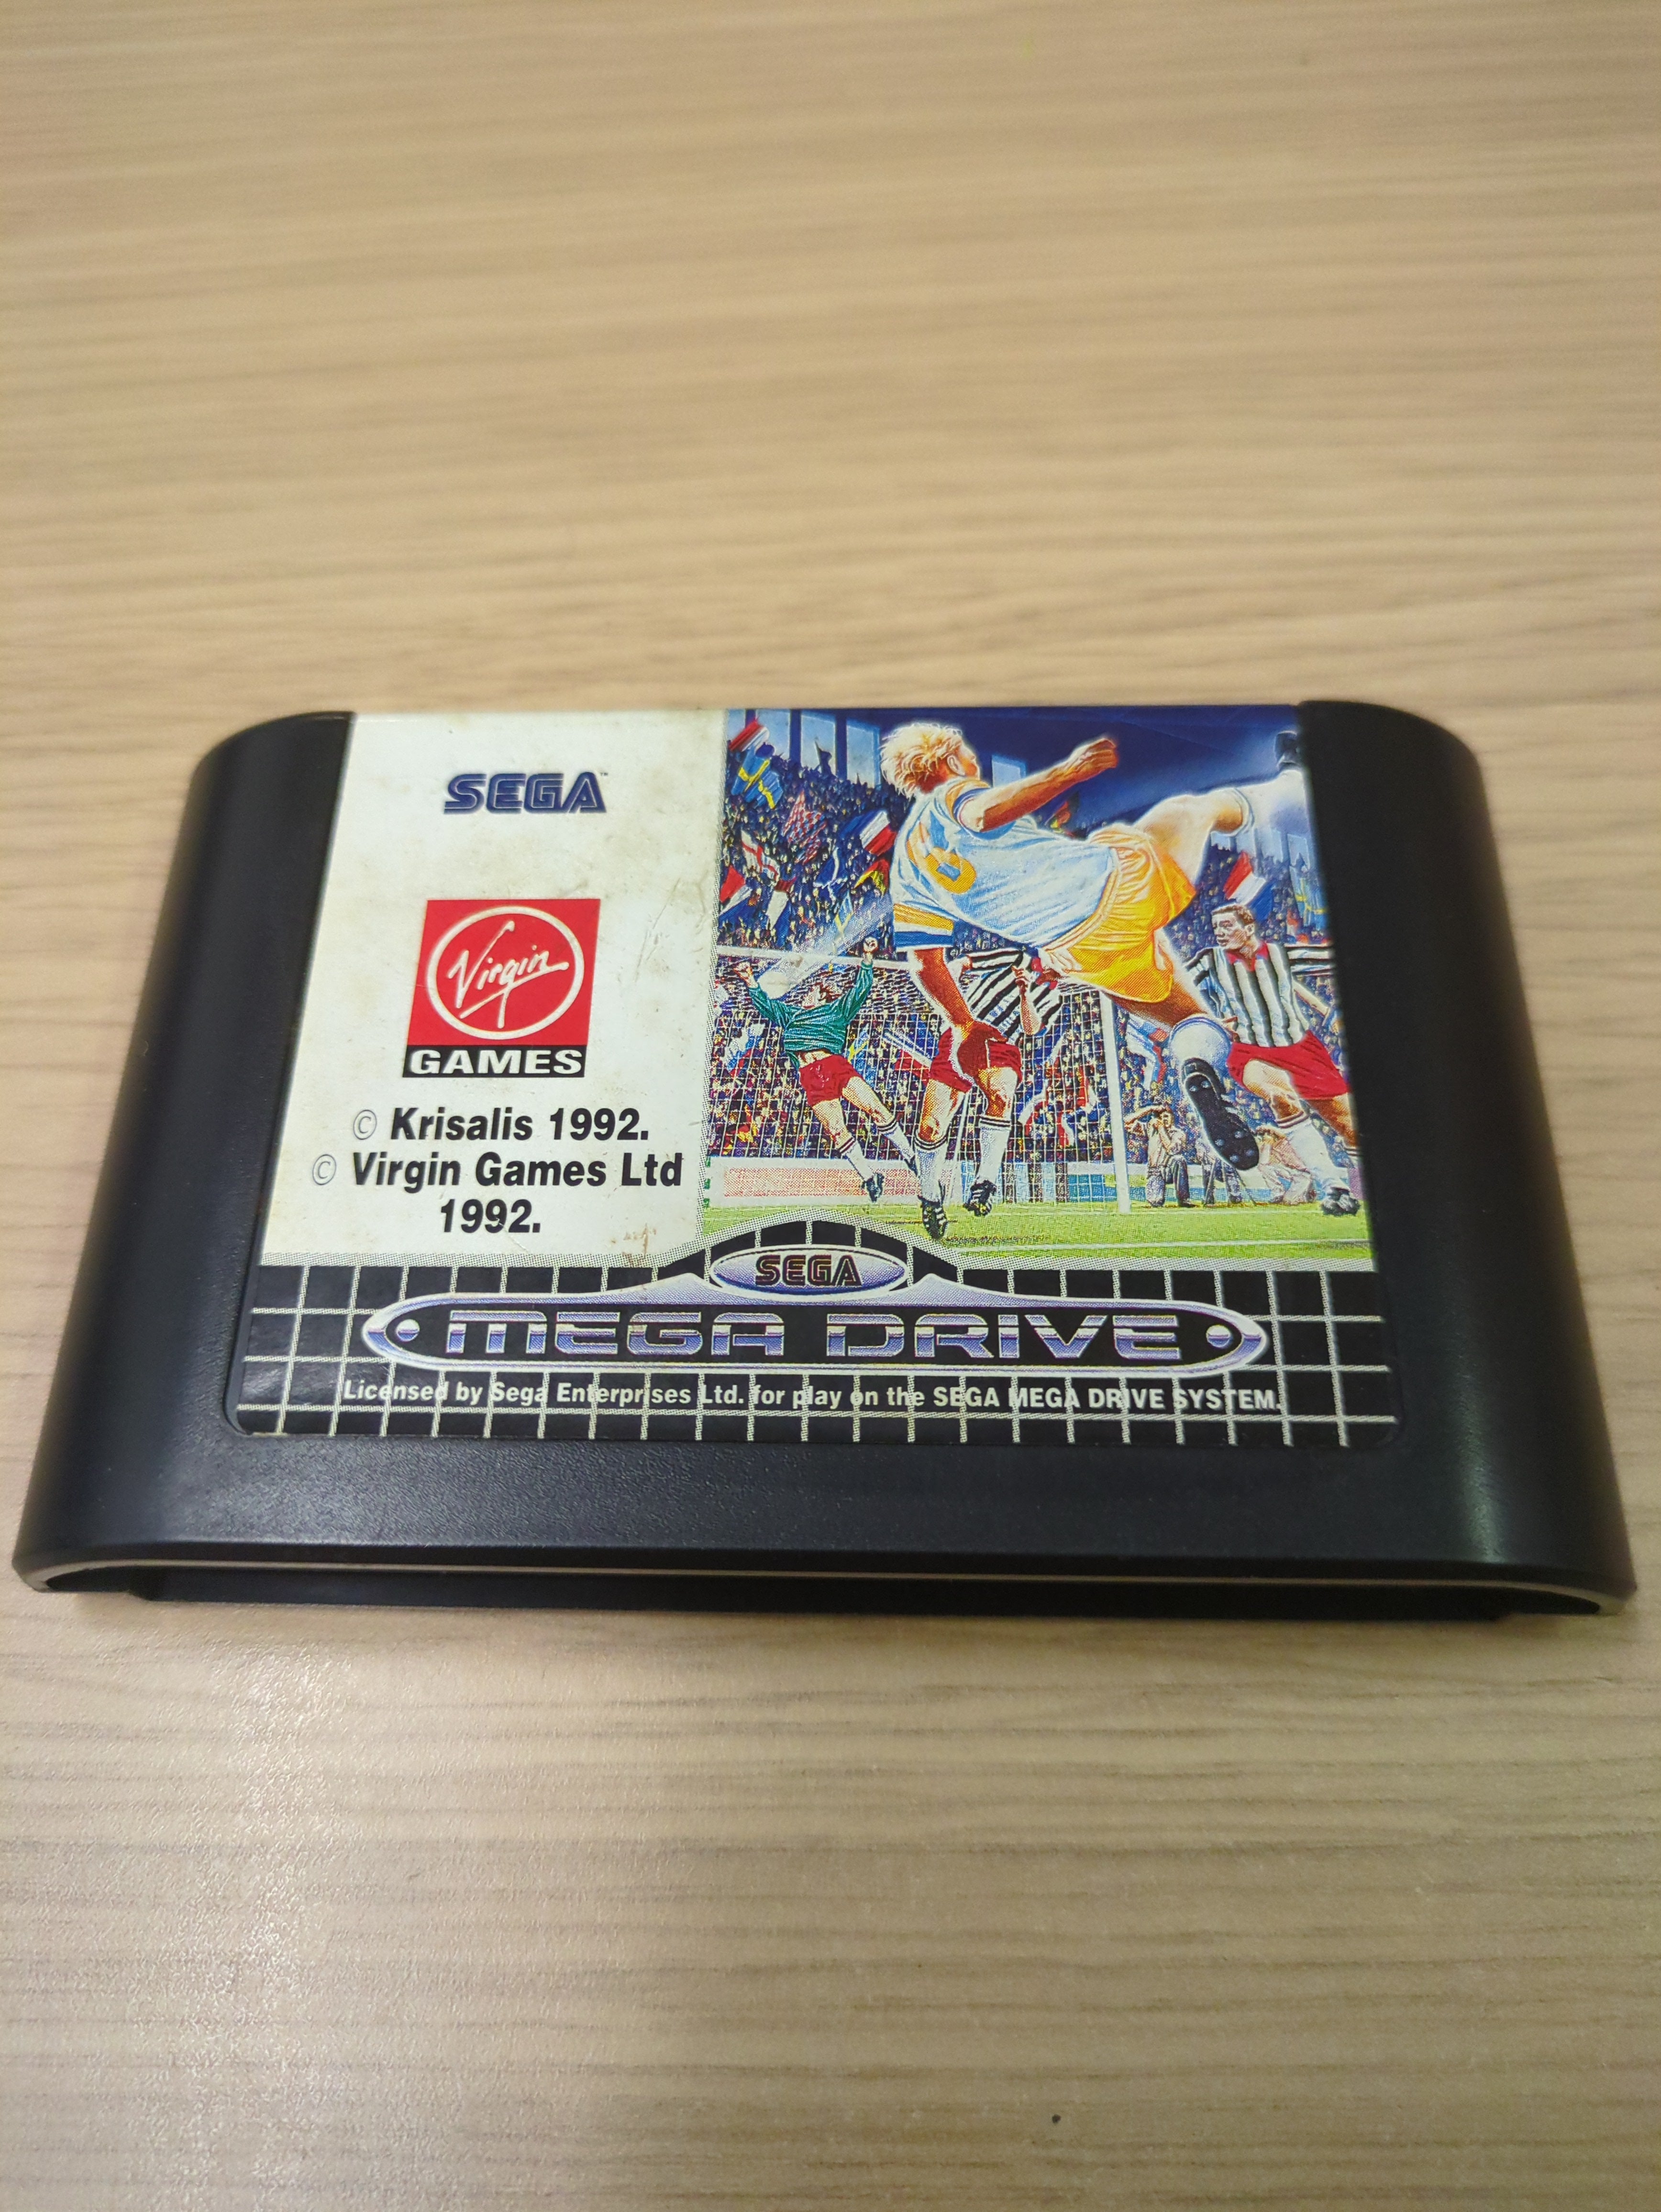 SEGA™
Virgin
GAMES
© Krisalis 1992.
© Virgin Games Ltd
1992.
SEGA
MEGA DRIVE
Licensed by Sega Enterprises Ltd. for play on the SEGA MEGA DRIVE SYSTEM.